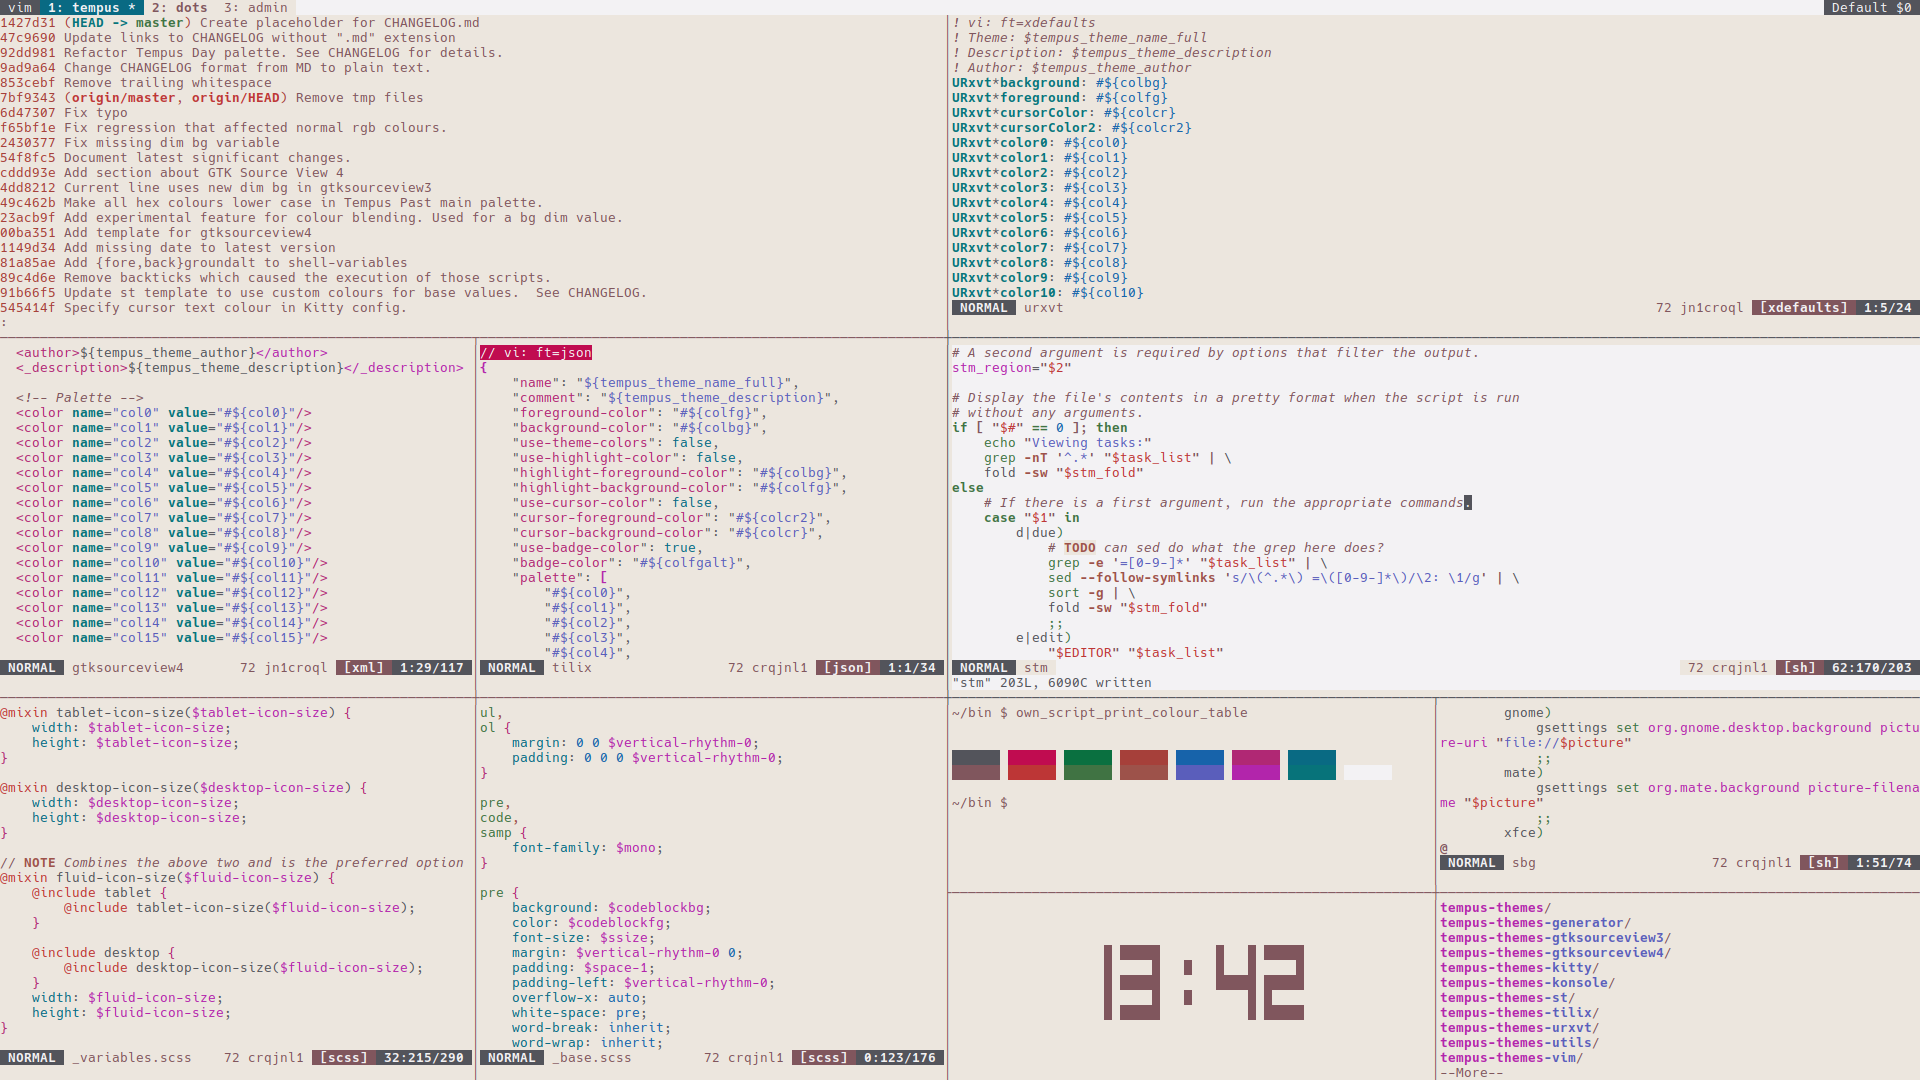 vim  1: tempus *  2: dots  3: admin
Default $0
1427d31 (HEAD -> master) Create placeholder for CHANGELOG.md
47c9690 Update links to CHANGELOG without ".md" extension
92dd981 Refactor Tempus Day palette. See CHANGELOG for details.
9ad9a64 Change CHANGELOG format from MD to plain text.
853cebf Remove trailing whitespace
7bf9343 (origin/master, origin/HEAD) Remove tmp files
6d47307 Fix typo
f65bf1e Fix regression that affected normal rgb colours.
2430377 Fix missing dim bg variable
54f8fc5 Document latest significant changes.
cddd93e Add section about GTK Source View 4
4dd8212 Current line uses new dim bg in gtksourceview3
49c462b Make all hex colours lower case in Tempus Past main palette.
23acb9f Add experimental feature for colour blending. Used for a bg dim value.
00ba351 Add template for gtksourceview4
1149d34 Add missing date to latest version
81a85ae Add {fore,back}groundalt to shell-variables
89c4d6e Remove backticks which caused the execution of those scripts.
91b66f5 Update st template to use custom colours for base values.  See CHANGELOG.
545414f Specify cursor text colour in Kitty config.
:
! vi: ft=xdefaults
! Theme: $tempus_theme_name_full
! Description: $tempus_theme_description
! Author: $tempus_theme_author
URxvt*background: #${colbg}
URxvt*foreground: #${colfg}
URxvt*cursorColor: #${colcr}
URxvt*cursorColor2: #${colcr2}
URxvt*color0: #${col0}
URxvt*color1: #${col1}
URxvt*color2: #${col2}
URxvt*color3: #${col3}
URxvt*color4: #${col4}
URxvt*color5: #${col5}
URxvt*color6: #${col6}
URxvt*color7: #${col7}
URxvt*color8: #${col8}
URxvt*color9: #${col9}
URxvt*color10: #${col10}
NORMAL  urxvt  72 jn1croql  [xdefaults]  1:5/24
<author>${tempus_theme_author}</author>
<_description>${tempus_theme_description}</_description>
<!-- Palette -->
<color name="col0" value="#${col0}"/>
<color name="col1" value="#${col1}"/>
<color name="col2" value="#${col2}"/>
<color name="col3" value="#${col3}"/>
<color name="col4" value="#${col4}"/>
<color name="col5" value="#${col5}"/>
<color name="col6" value="#${col6}"/>
<color name="col7" value="#${col7}"/>
<color name="col8" value="#${col8}"/>
<color name="col9" value="#${col9}"/>
<color name="col10" value="#${col10}"/>
<color name="col11" value="#${col11}"/>
<color name="col12" value="#${col12}"/>
<color name="col13" value="#${col13}"/>
<color name="col14" value="#${col14}"/>
<color name="col15" value="#${col15}"/>
NORMAL  gtksourceview4  72 jn1croql  [xml]  1:29/117
// vi: ft=json
{
    "name": "${tempus_theme_name_full}",
    "comment": "${tempus_theme_description}",
    "foreground-color": "#${colfg}",
    "background-color": "#${colbg}",
    "use-theme-colors": false,
    "use-highlight-color": false,
    "highlight-foreground-color": "#${colbg}",
    "highlight-background-color": "#${colfg}",
    "use-cursor-color": false,
    "cursor-foreground-color": "#${colcr2}",
    "cursor-background-color": "#${colcr}",
    "use-badge-color": true,
    "badge-color": "#${colfgalt}",
    "palette": [
        "#${col0}",
        "#${col1}",
        "#${col2}",
        "#${col3}",
        "#${col4}",
NORMAL  tilix  72 crqjnl1  [json]  1:1/34
# A second argument is required by options that filter the output.
stm_region="$2"
# Display the file's contents in a pretty format when the script is run
# without any arguments.
if [ "$#" == 0 ]; then
    echo "Viewing tasks:"
    grep -nT '^.*' "$task_list" | \
    fold -sw "$stm_fold"
else
    # If there is a first argument, run the appropriate commands.
    case "$1" in
        d|due)
            # TODO can sed do what the grep here does?
            grep -e '=[0-9-]*' "$task_list" | \
            sed --follow-symlinks 's/\(^.*\) =\([0-9-]*\)/\2: \1/g' | \
            sort -g | \
            fold -sw "$stm_fold"
            ;;
        e|edit)
            "$EDITOR" "$task_list"
NORMAL  stm  72 crqjnl1  [sh]  62:170/203
"stm" 203L, 6090C written
@mixin tablet-icon-size($tablet-icon-size) {
    width: $tablet-icon-size;
    height: $tablet-icon-size;
}
@mixin desktop-icon-size($desktop-icon-size) {
    width: $desktop-icon-size;
    height: $desktop-icon-size;
}
// NOTE Combines the above two and is the preferred option
@mixin fluid-icon-size($fluid-icon-size) {
    @include tablet {
        @include tablet-icon-size($fluid-icon-size);
    }
    @include desktop {
        @include desktop-icon-size($fluid-icon-size);
    }
    width: $fluid-icon-size;
    height: $fluid-icon-size;
}
NORMAL  _variables.scss  72 crqjnl1  [scss]  32:215/290
ul,
ol {
    margin: 0 0 $vertical-rhythm-0;
    padding: 0 0 0 $vertical-rhythm-0;
}
pre,
code,
samp {
    font-family: $mono;
}
pre {
    background: $codeblockbg;
    color: $codeblockfg;
    font-size: $ssize;
    margin: $vertical-rhythm-0 0;
    padding: $space-1;
    padding-left: $vertical-rhythm-0;
    overflow-x: auto;
    white-space: pre;
    word-break: inherit;
    word-wrap: inherit;
NORMAL  _base.scss  72 crqjnl1  [scss]  0:123/176
~/bin $ own_script_print_colour_table
~/bin $
13:42
        gnome)
            gsettings set org.gnome.desktop.background pictu
re-uri "file://$picture"
            ;;
        mate)
            gsettings set org.mate.background picture-filena
me "$picture"
            ;;
        xfce)
@
NORMAL  sbg  72 crqjnl1  [sh]  1:51/74
tempus-themes/
tempus-themes-generator/
tempus-themes-gtksourceview3/
tempus-themes-gtksourceview4/
tempus-themes-kitty/
tempus-themes-konsole/
tempus-themes-st/
tempus-themes-tilix/
tempus-themes-urxvt/
tempus-themes-utils/
tempus-themes-vim/
--More--